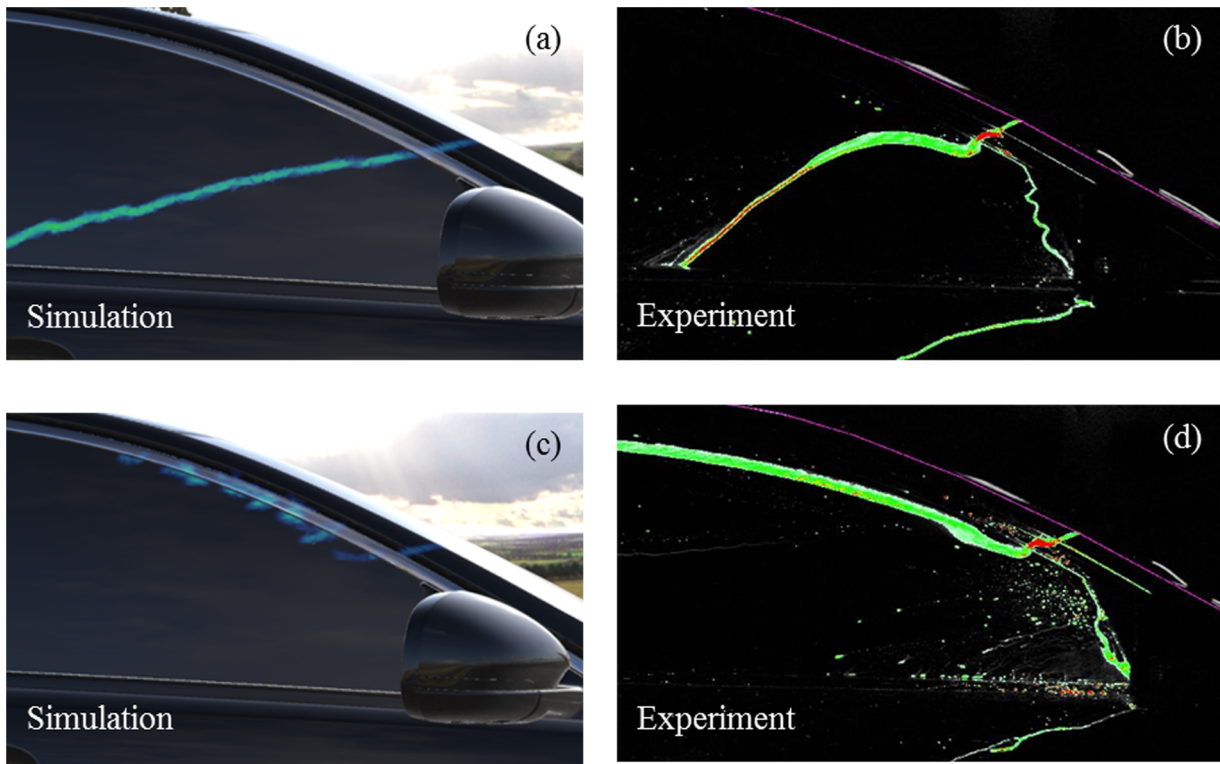 (a)
Simulation
(b)
Experiment
(c)
Simulation
(d)
Experiment